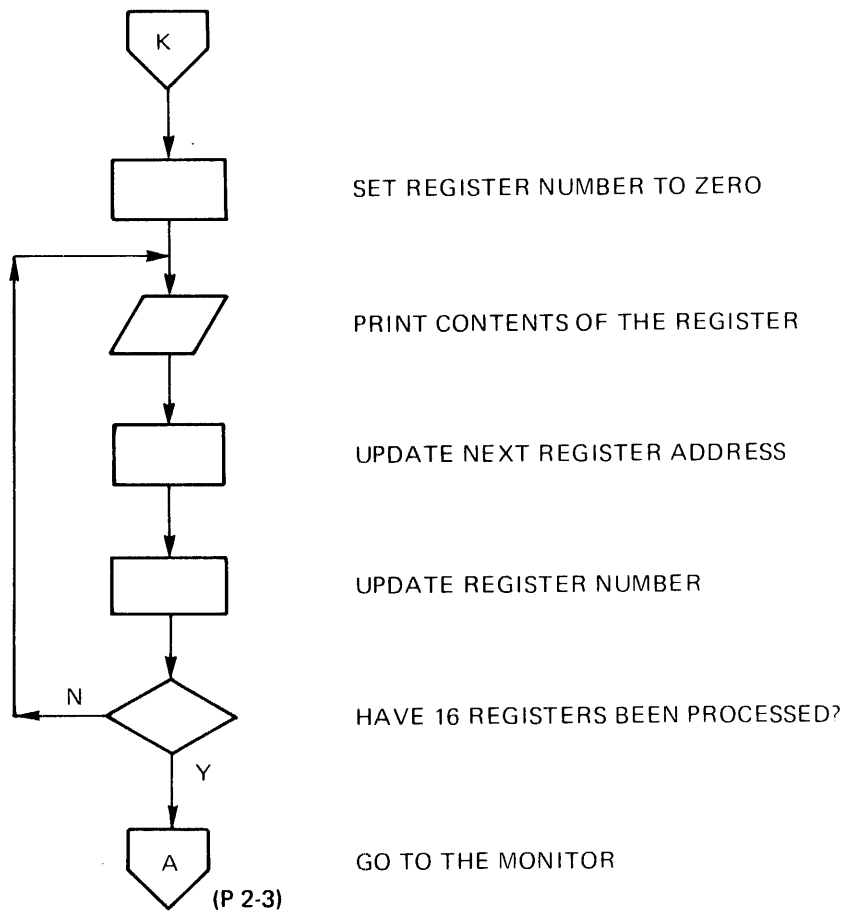 K
SET REGISTER NUMBER TO ZERO
PRINT CONTENTS OF THE REGISTER
UPDATE NEXT REGISTER ADDRESS
UPDATE REGISTER NUMBER
N
HAVE 16 REGISTERS BEEN PROCESSED?
Y
A
GO TO THE MONITOR
(P 2-3)